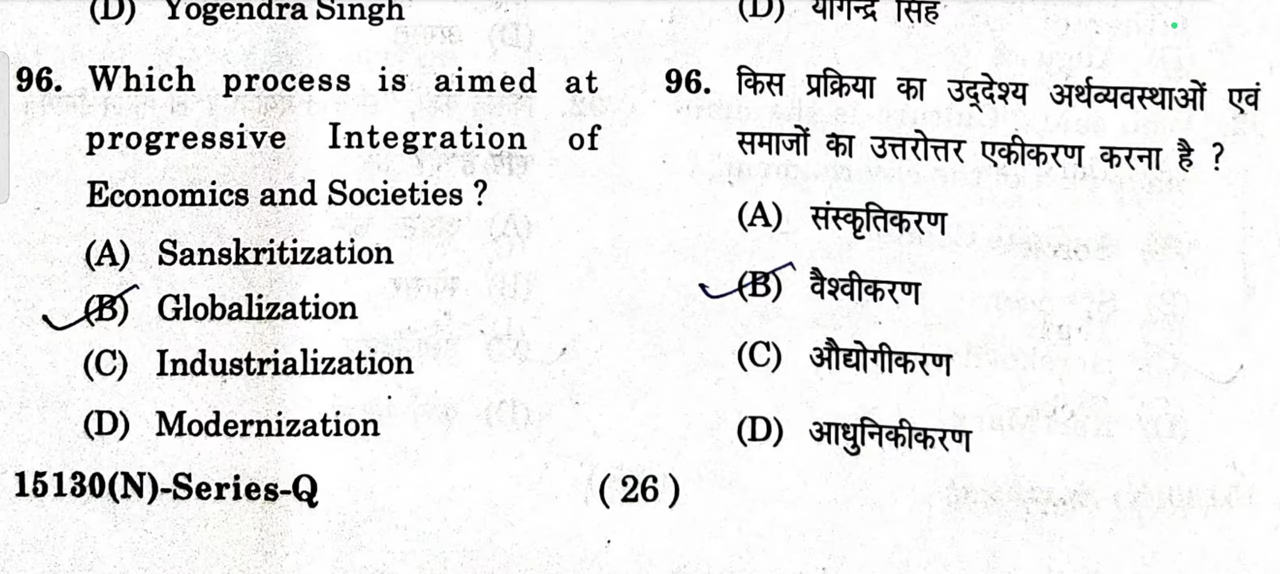 (D) Yogendra Singh
96. Which process is aimed at
progressive Integration of
Economics and Societies ?
(A) Sanskritization
(B) Globalization
(C) Industrialization
(D) Modernization
15130(N)-Series-Q
(D) योगेन्द्र सिंह
96. किस प्रक्रिया का उद्देश्य अर्थव्यवस्थाओं एवं
समाजों का उत्तरोत्तर एकीकरण करना है ?
(A) संस्कृतिकरण
(B) वैश्वीकरण
(C) औद्योगीकरण
(D) आधुनिकीकरण
( 26 )